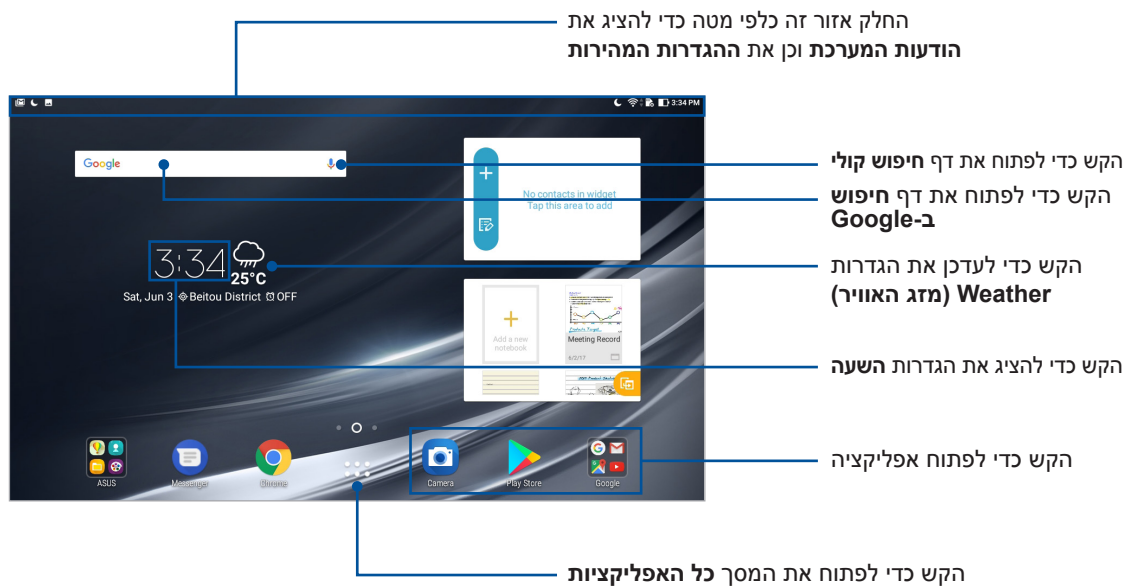 החלק אזור זה כלפי מטה כדי להציג את
הודעות המערכת וכן את ההגדרות המהירות
3:34 PM
Google
הקש כדי לפתוח את דף חיפוש קולי
הקש כדי לפתוח את דף חיפוש
ב-Google
No contacts in widget
Tap this area to add
3:34
25°C
Sat, Jun 3 Beitou District OFF
הקש כדי לעדכן את הגדרות
Weather (מזג האוויר)
Add a new
notebook
Meeting Record
6/2/17
הקש כדי להציג את הגדרות השעה
ASUS
Messenger
Chrome
Camera
Play Store
Google
הקש כדי לפתוח אפליקציה
הקש כדי לפתוח את המסך כל האפליקציות